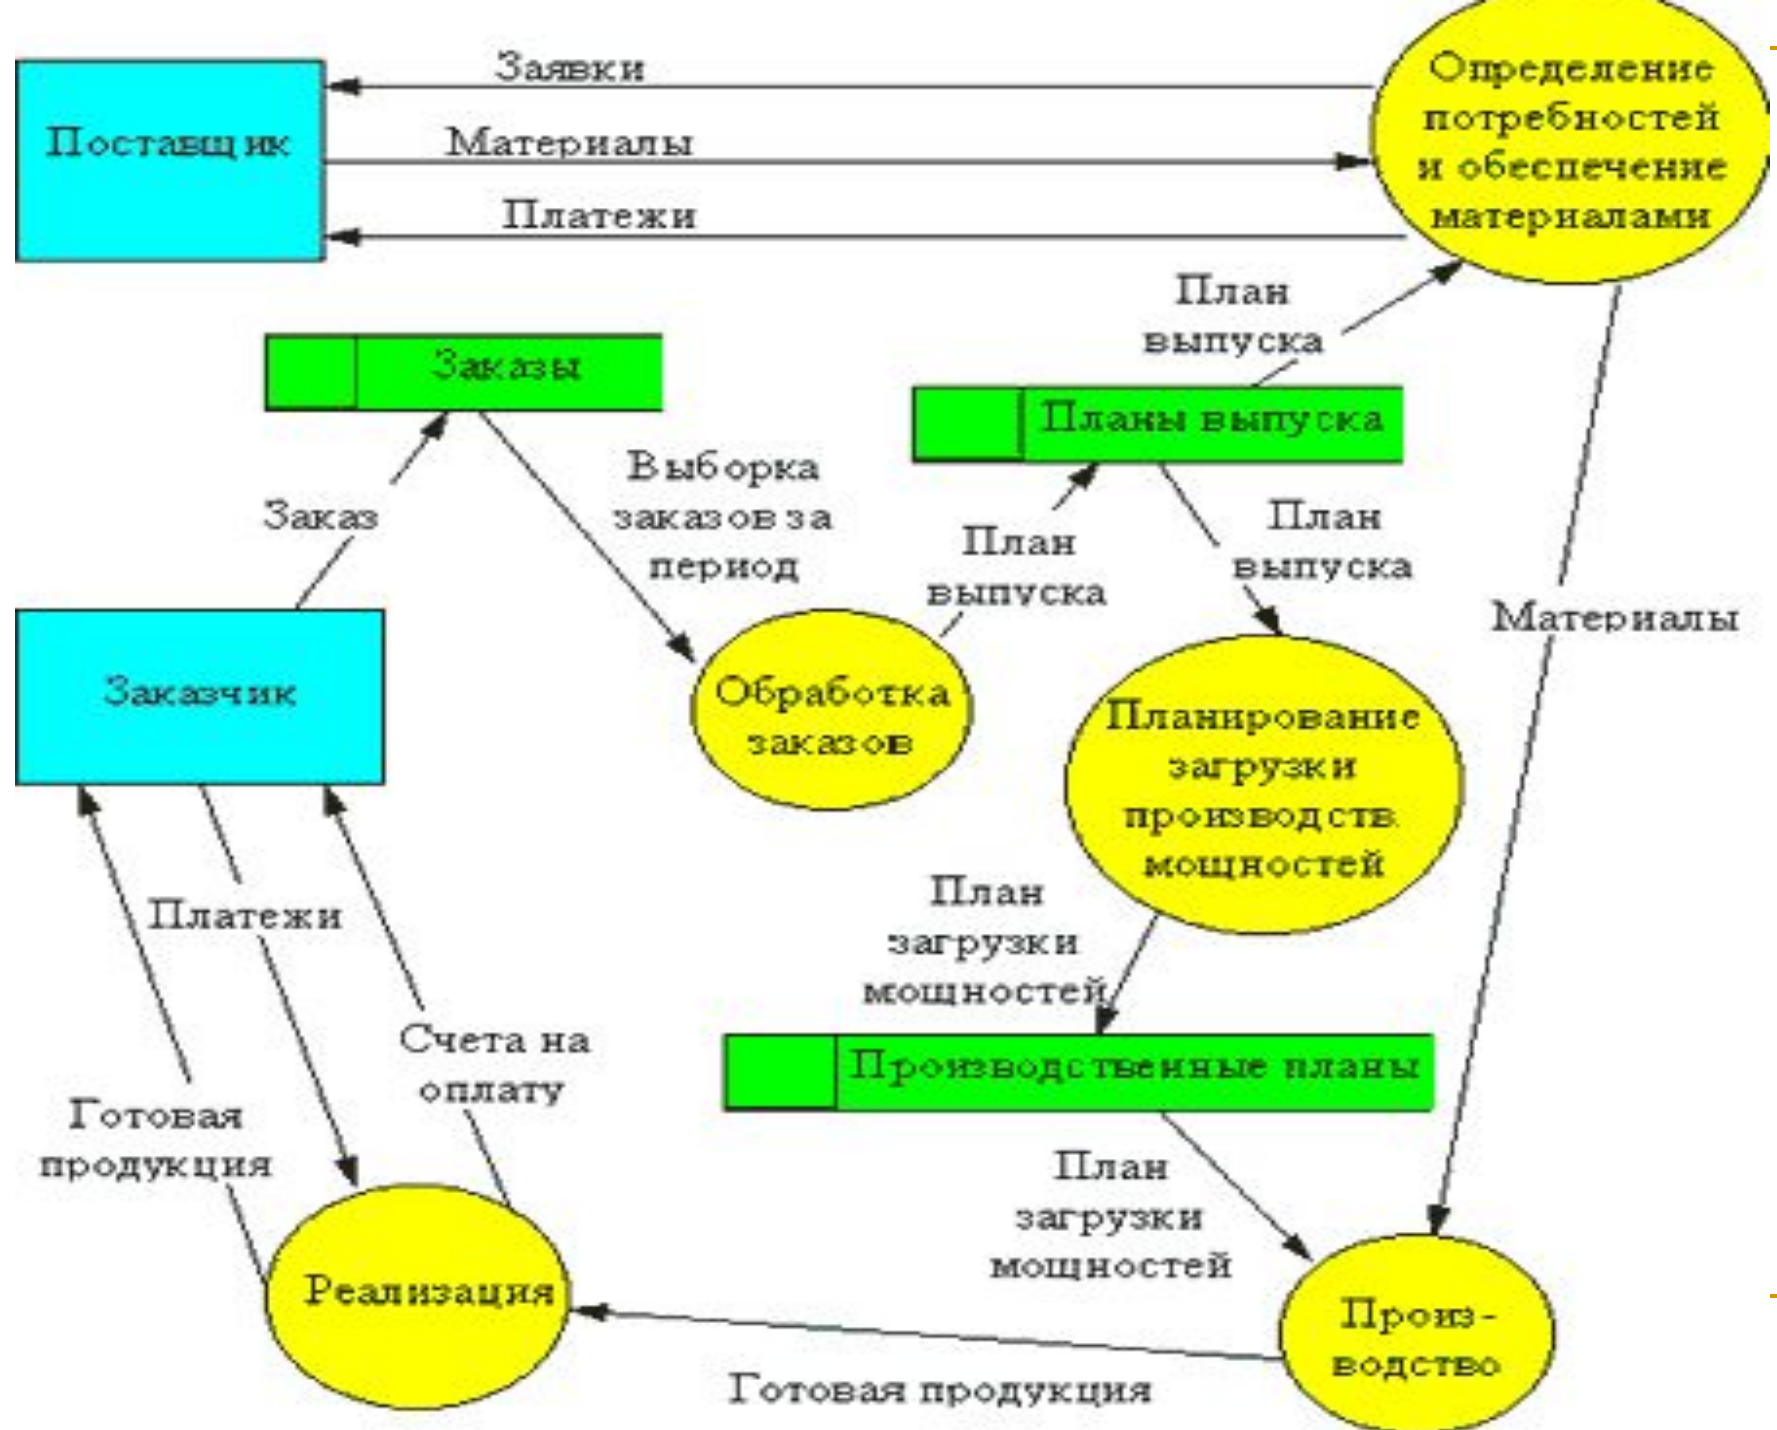 Заявки
Поставщик
Материалы
Платежи
Определение
потребностей
и обеспечение
материалами
План
выпуска
Заказы
Планы выпуска
Выборка
заказов за
период
Заказ
План
выпуска
План
выпуска
Материалы
Заказчик
Обработка
заказов
Планирование
загрузки
производств.
мощностей
Платежи
План
загрузки
мощностей
Счета на
оплату
Производственные планы
Готовая
продукция
План
загрузки
мощностей
Реализация
Произ-
водство
Готовая продукция